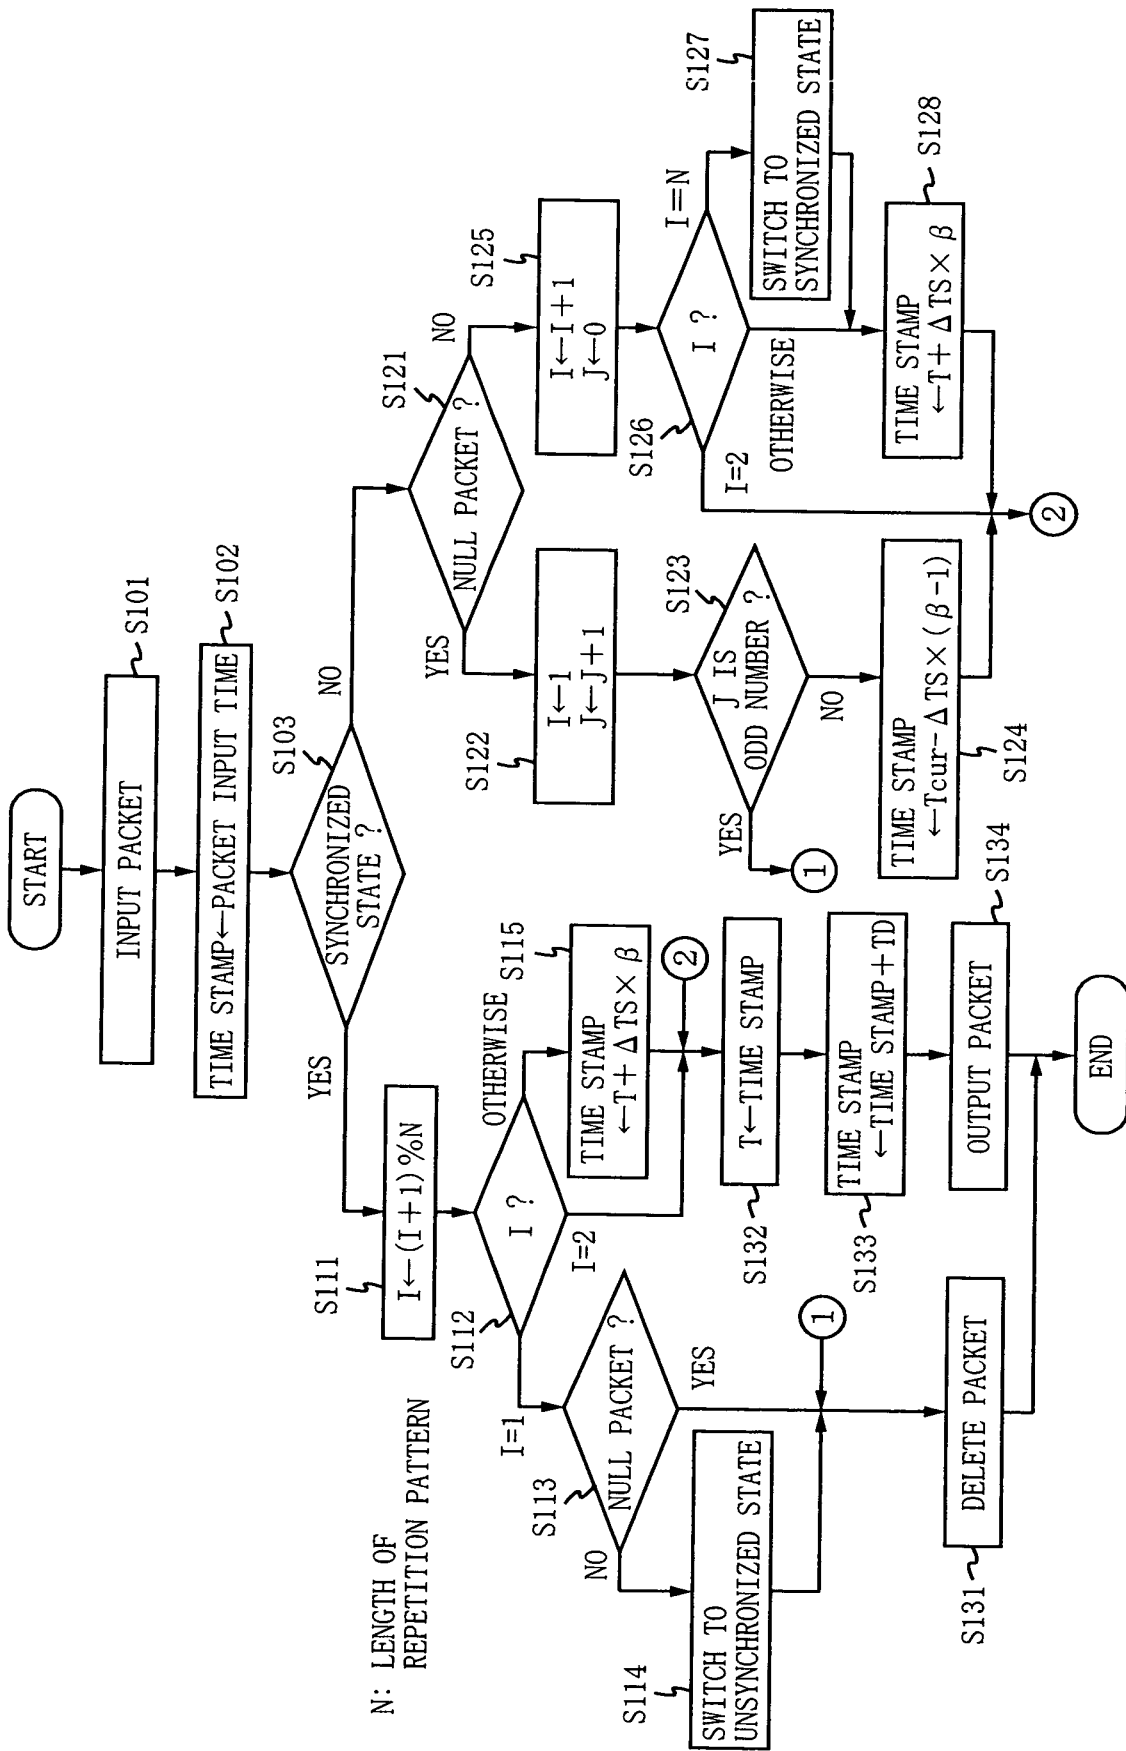 START
INPUT PACKET
S101
TIME STAMP←PACKET INPUT TIME
S102
SYNCHRONIZED
STATE ?
S103
YES
NO
N: LENGTH OF
REPETITION PATTERN
S111
I←(I+1)%N
S112
I ?
I=1
I=2
OTHERWISE
S113
NULL PACKET ?
NO
YES
S114
SWITCH TO
UNSYNCHRONIZED STATE
S115
TIME STAMP
←T+ΔTS×β
2
1
S132
T←TIME STAMP
S133
TIME STAMP
←TIME STAMP+TD
S131
DELETE PACKET
S134
OUTPUT PACKET
END
S121
NULL PACKET ?
YES
NO
S122
I←1
J←J+1
S123
J IS
ODD NUMBER ?
YES
NO
1
TIME STAMP
←Tcur-ΔTS×(β-1)
S124
S125
I←I+1
J←0
S126
I ?
I=2
OTHERWISE
I=N
S127
SWITCH TO
SYNCHRONIZED STATE
TIME STAMP
←T+ΔTS×β
S128
2